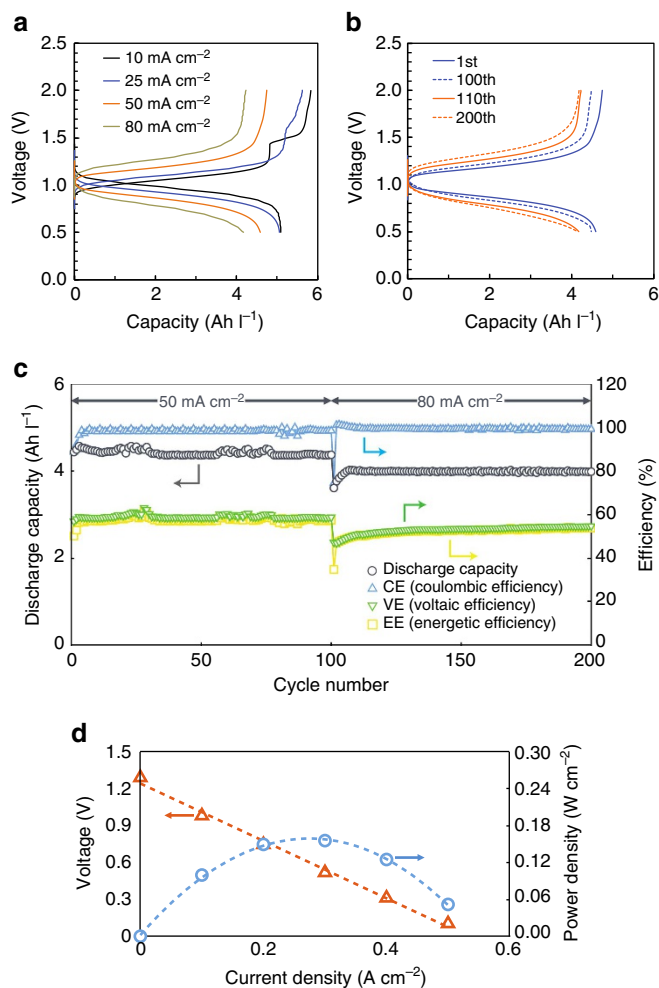 a
10 mA cm⁻²
25 mA cm⁻²
50 mA cm⁻²
80 mA cm⁻²
Voltage (V)
2.5
2.0
1.5
1.0
0.5
0.0
0 2 4 6
Capacity (Ah l⁻¹)
b
1st
100th
110th
200th
Voltage (V)
2.5
2.0
1.5
1.0
0.5
0.0
0 2 4 6
Capacity (Ah l⁻¹)
c
50 mA cm⁻² 80 mA cm⁻²
Discharge capacity (Ah l⁻¹)
6
4
2
0
120
100
80
60
40
20
0
Efficiency (%)
Discharge capacity
CE (coulombic efficiency)
VE (voltaic efficiency)
EE (energetic efficiency)
0 50 100 150 200
Cycle number
d
Voltage (V)
1.5
1.2
0.9
0.6
0.3
0
0.30
0.24
0.18
0.12
0.06
0.00
Power density (W cm⁻²)
0 0.2 0.4 0.6
Current density (A cm⁻²)